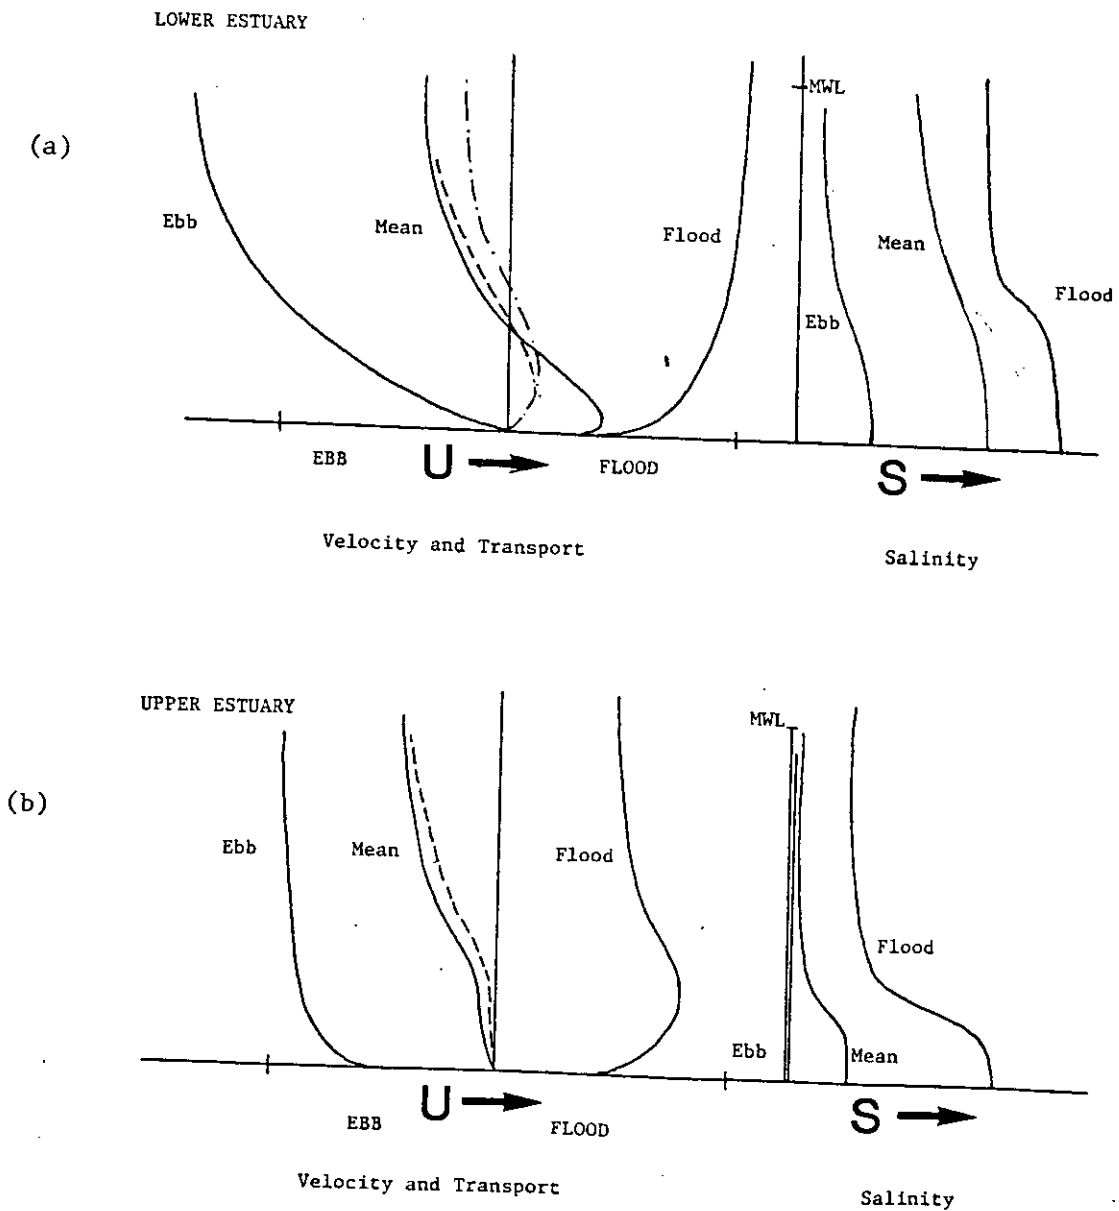 LOWER ESTUARY
(a)
MWL
Ebb
Mean
Flood
Mean
Flood
Ebb
EBB
U
FLOOD
S
Velocity and Transport
Salinity
UPPER ESTUARY
MWL
(b)
Ebb
Mean
Flood
Flood
Ebb
Mean
EBB
U
FLOOD
S
Velocity and Transport
Salinity